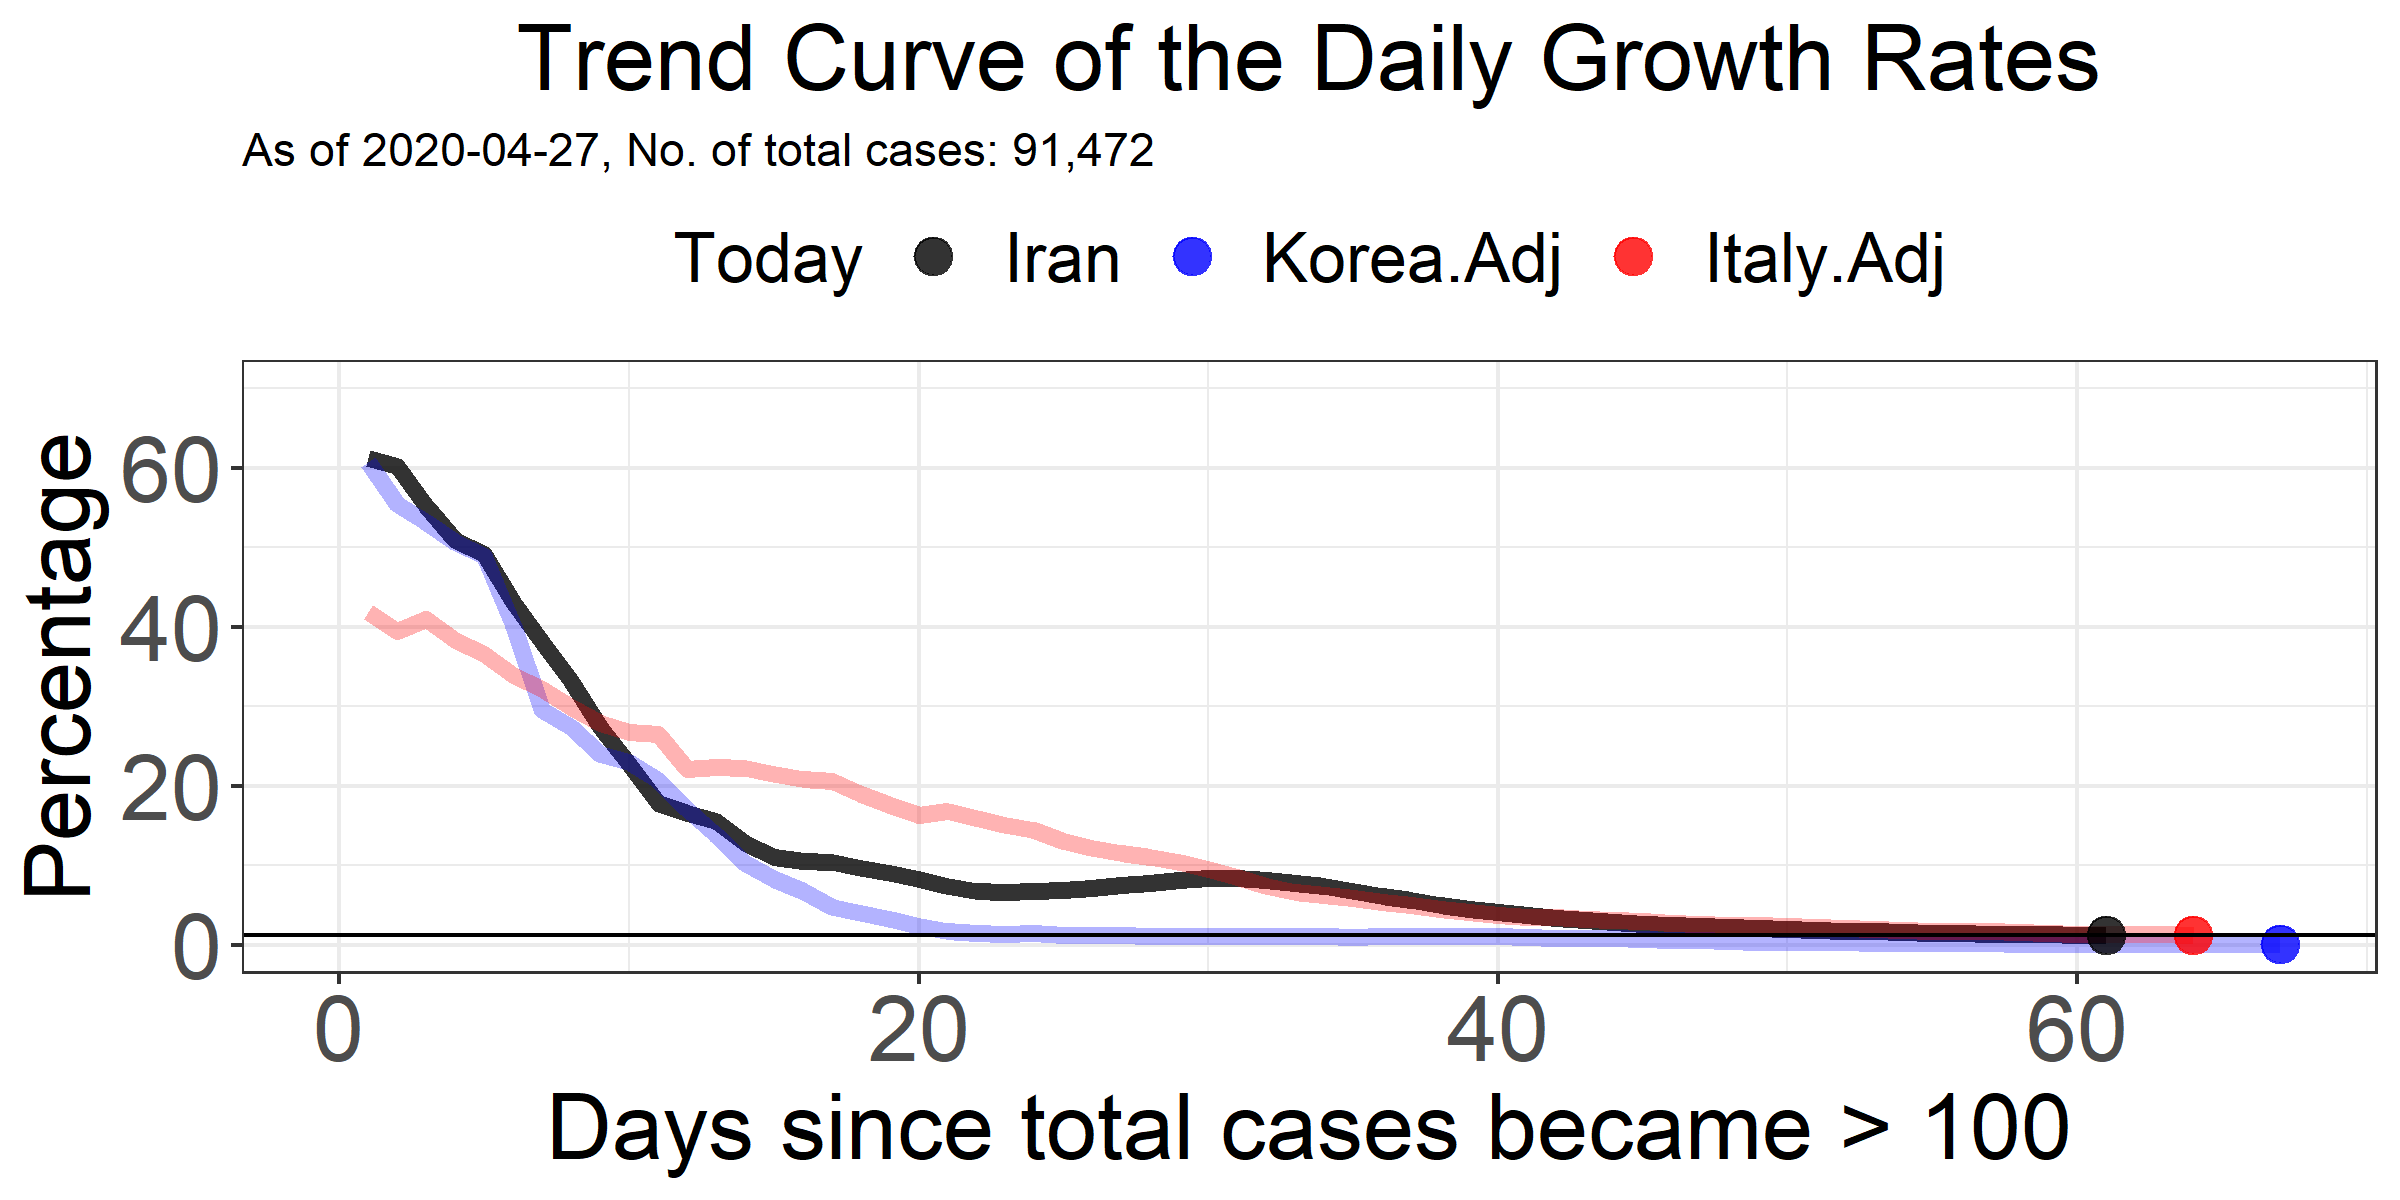 Trend Curve of the Daily Growth Rates
As of 2020-04-27, No. of total cases: 91,472
Today Iran Korea.Adj Italy.Adj
Percentage
60
40
20
0
0 20 40 60
Days since total cases became > 100